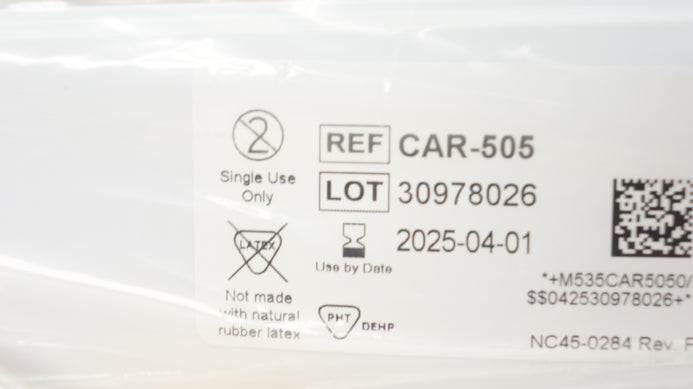 2
Single Use
Only
REF CAR-505
LOT 30978026
LATEX
2025-04-01
Use by Date
Not made
with natural
rubber latex
PHT DEHP
*+M535CAR5050/
$$042530978026+*
NC45-0284 Rev.